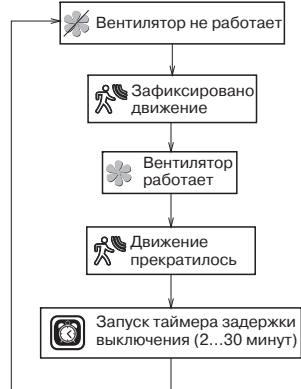 Вентилятор не работает
Зафиксировано
движение
Вентилятор
работает
Движение
прекратилось
Запуск таймера задержки
выключения (2...30 минут)